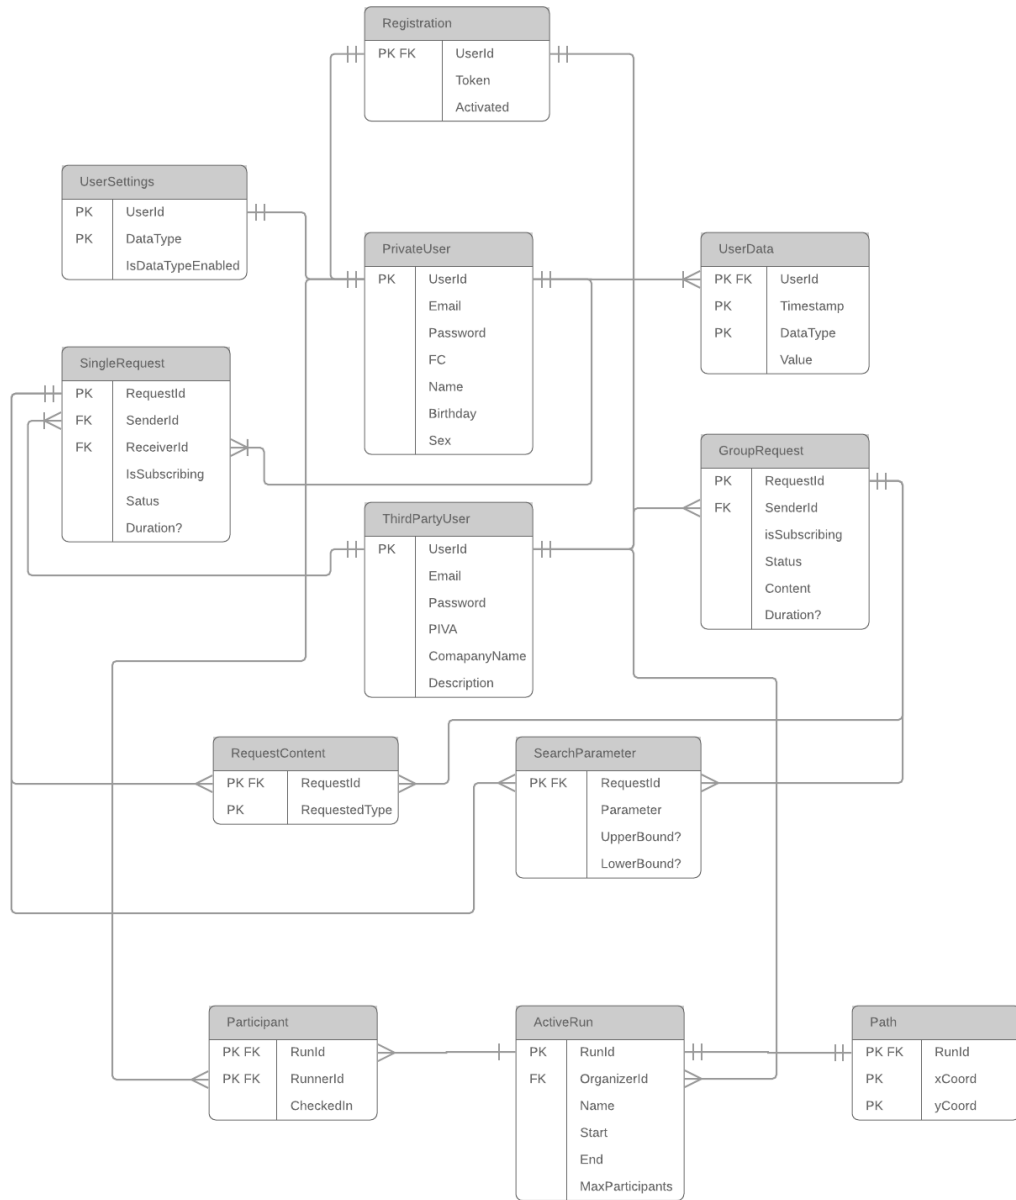 Registration
PK FK UserId
Token
Activated
UserSettings
PK UserId
PK DataType
IsDataTypeEnabled
PrivateUser
PK UserId
Email
Password
FC
Name
Birthday
Sex
UserData
PK FK UserId
PK Timestamp
PK DataType
Value
SingleRequest
PK RequestId
FK SenderId
FK ReceiverId
IsSubscribing
Satus
Duration?
GroupRequest
PK RequestId
FK SenderId
isSubscribing
Status
Content
Duration?
ThirdPartyUser
PK UserId
Email
Password
PIVA
ComapanyName
Description
RequestContent
PK FK RequestId
PK RequestedType
SearchParameter
PK FK RequestId
Parameter
UpperBound?
LowerBound?
Participant
PK FK RunId
PK FK RunnerId
CheckedIn
ActiveRun
PK RunId
FK OrganizerId
Name
Start
End
MaxParticipants
Path
PK FK RunId
PK xCoord
PK yCoord